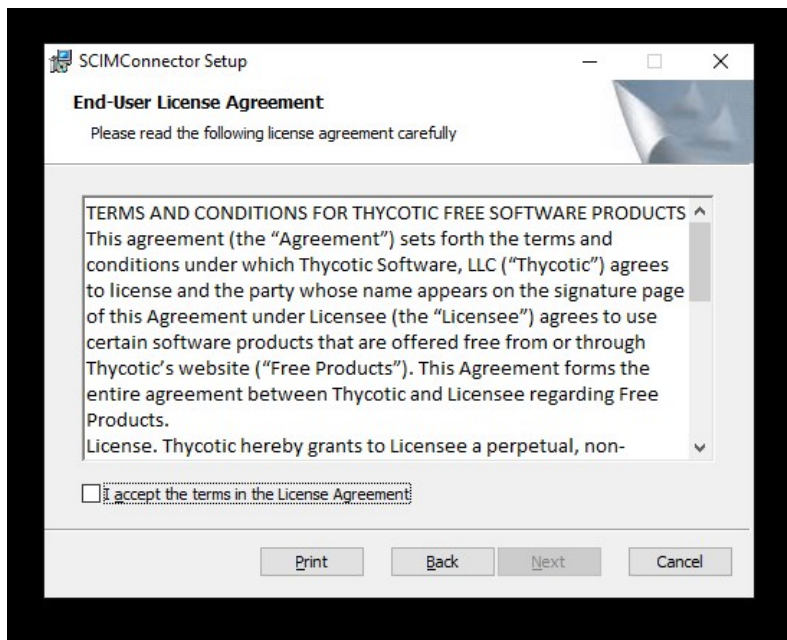 SCIMConnector Setup
End-User License Agreement
Please read the following license agreement carefully
TERMS AND CONDITIONS FOR THYCOTIC FREE SOFTWARE PRODUCTS
This agreement (the “Agreement”) sets forth the terms and
conditions under which Thycotic Software, LLC (“Thycotic”) agrees
to license and the party whose name appears on the signature page
of this Agreement under Licensee (the “Licensee”) agrees to use
certain software products that are offered free from or through
Thycotic’s website (“Free Products”). This Agreement forms the
entire agreement between Thycotic and Licensee regarding Free
Products.
License. Thycotic hereby grants to Licensee a perpetual, non-
I accept the terms in the License Agreement
Print Back Next Cancel